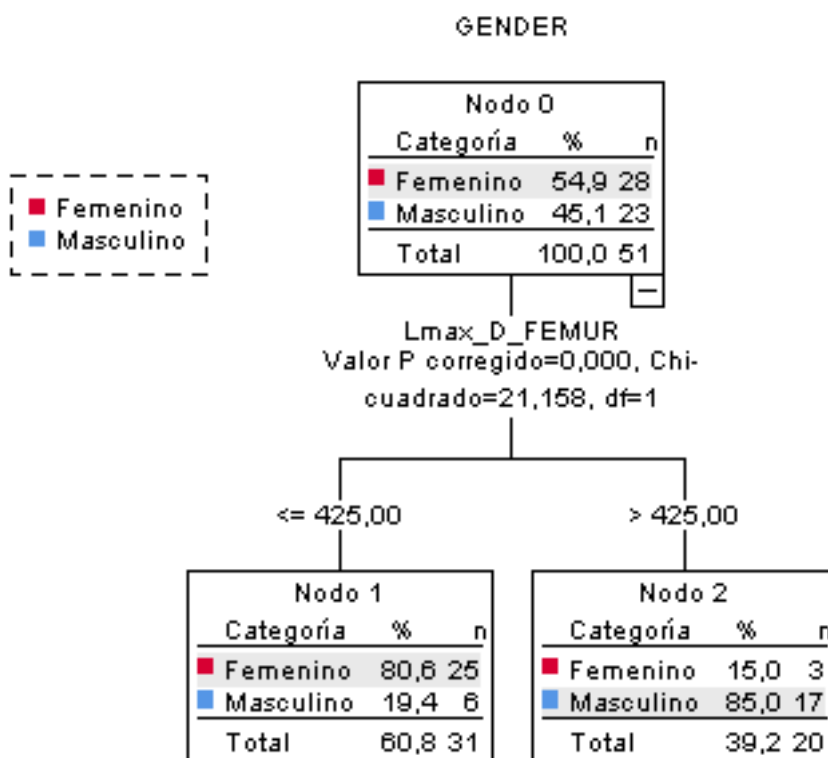 GENDER
Femenino
Masculino
Nodo 0
Categoría % n
Femenino 54,9 28
Masculino 45,1 23
Total 100,0 51
Lmax_D_FEMUR
Valor P corregido=0,000, Chi-
cuadrado=21,158, df=1
<= 425,00
> 425,00
Nodo 1
Categoría % n
Femenino 80,6 25
Masculino 19,4 6
Total 60,8 31
Nodo 2
Categoría % n
Femenino 15,0 3
Masculino 85,0 17
Total 39,2 20